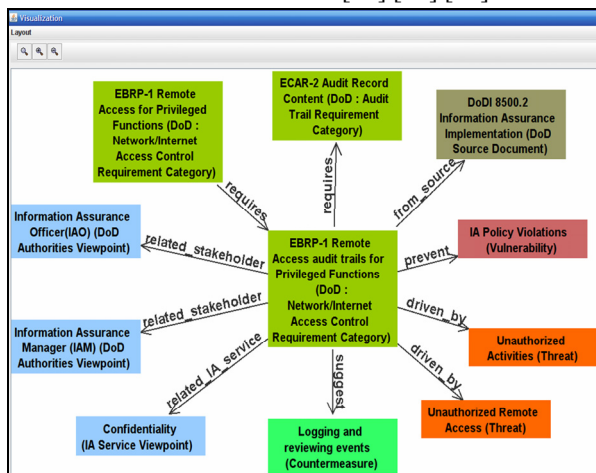 Visualization
Layout
EBRP-1 Remote
Access for Privileged
Functions (DoD :
Network/Internet
Access Control
Requirement Category)
ECAR-2 Audit Record
Content (DoD : Audit
Trail Requirement
Category)
DoDI 8500.2
Information Assurance
Implementation (DoD
Source Document)
requires
requires
from_source
Information Assurance
Officer(IAO) (DoD
Authorities Viewpoint)
related_stakeholder
EBRP-1 Remote
Access audit trails for
Privileged Functions
(DoD :
Network/Internet
Access Control
Requirement Category)
prevent
IA Policy Violations
(Vulnerability)
Information Assurance
Manager (IAM) (DoD
Authorities Viewpoint)
related_stakeholder
driven_by
Unauthorized
Activities (Threat)
related_IA_service
suggest
driven_by
Confidentiality
(IA Service Viewpoint)
Logging and
reviewing events
(Countermeasure)
Unauthorized Remote
Access (Threat)